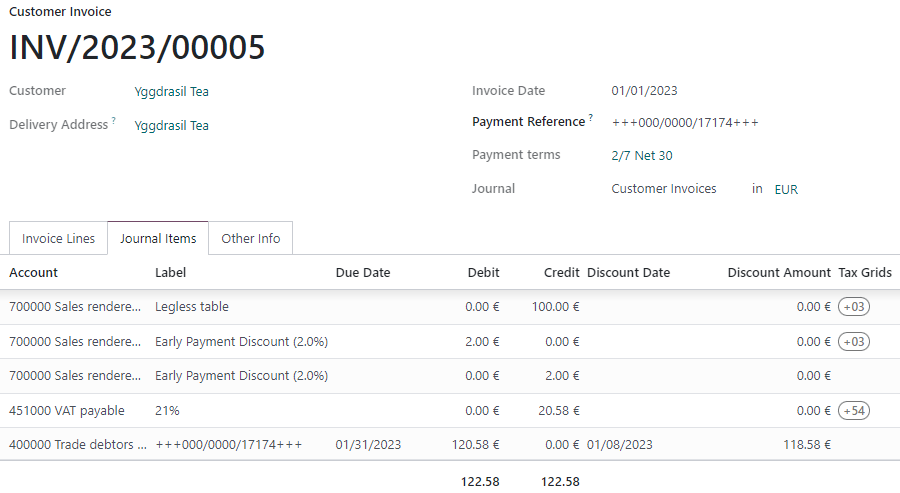 Customer Invoice
INV/2023/00005
Customer Yggdrasil Tea Invoice Date 01/01/2023
Delivery Address ? Yggdrasil Tea Payment Reference ? +++000/0000/17174+++
Payment terms 2/7 Net 30
Journal Customer Invoices in EUR
Invoice Lines Journal Items Other Info
Account Label Due Date Debit Credit Discount Date Discount Amount Tax Grids
700000 Sales rendere... Legless table 0.00 € 100.00 € 0.00 € +03
700000 Sales rendere... Early Payment Discount (2.0%) 2.00 € 0.00 € 0.00 € +03
700000 Sales rendere... Early Payment Discount (2.0%) 0.00 € 2.00 € 0.00 €
451000 VAT payable 21% 0.00 € 20.58 € 0.00 € +54
400000 Trade debtors ... +++000/0000/17174+++ 01/31/2023 120.58 € 0.00 € 01/08/2023 118.58 €
122.58 122.58